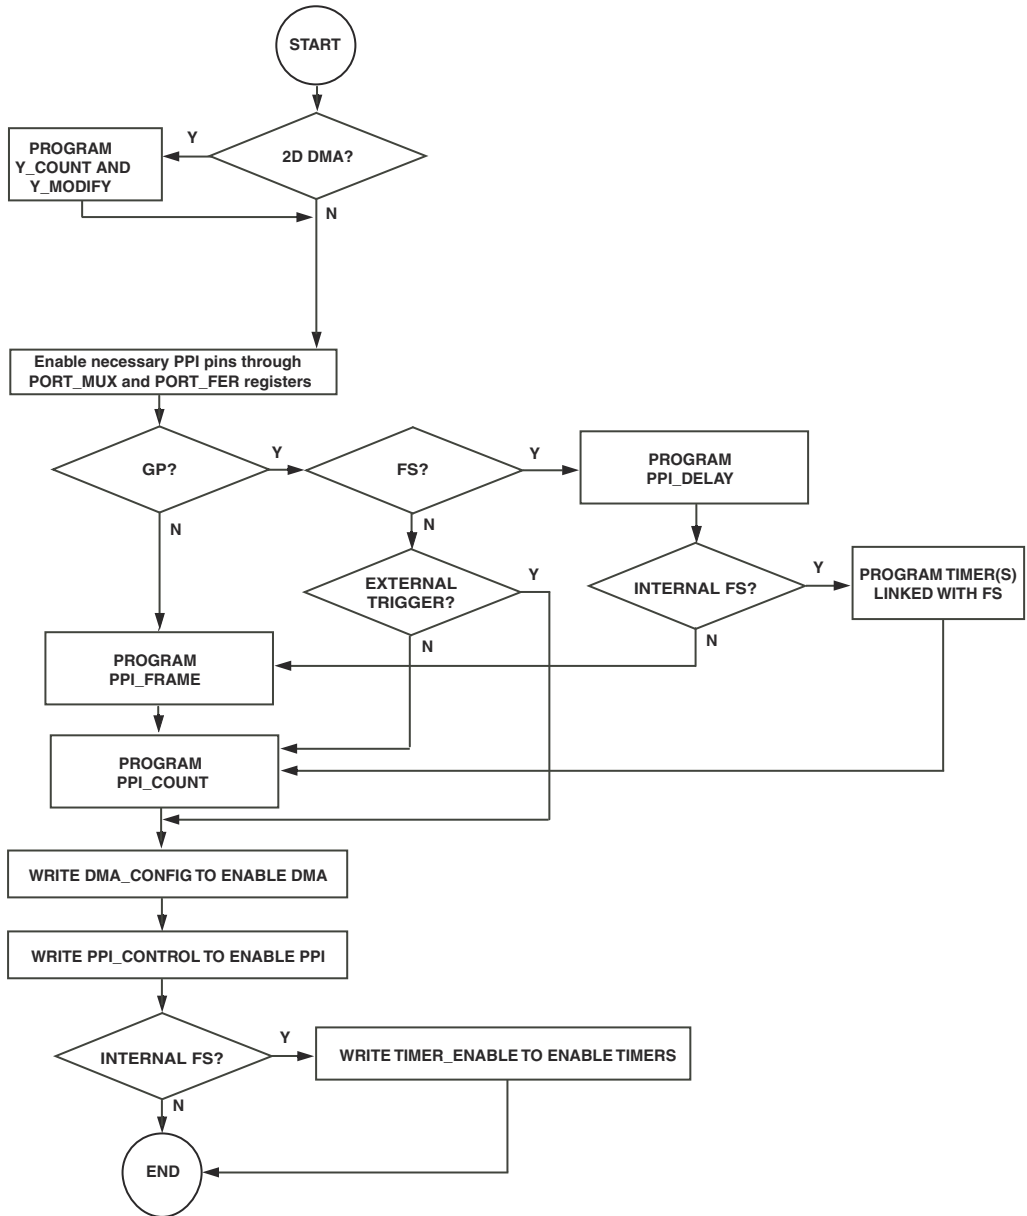 START
2D DMA?
Y
PROGRAM
Y_COUNT AND
Y_MODIFY
N
Enable necessary PPI pins through
PORT_MUX and PORT_FER registers
GP?
Y
FS?
Y
PROGRAM
PPI_DELAY
N
N
EXTERNAL
TRIGGER?
Y
INTERNAL FS?
Y
PROGRAM TIMER(S)
LINKED WITH FS
N
N
PROGRAM
PPI_FRAME
PROGRAM
PPI_COUNT
WRITE DMA_CONFIG TO ENABLE DMA
WRITE PPI_CONTROL TO ENABLE PPI
INTERNAL FS?
Y
WRITE TIMER_ENABLE TO ENABLE TIMERS
N
END